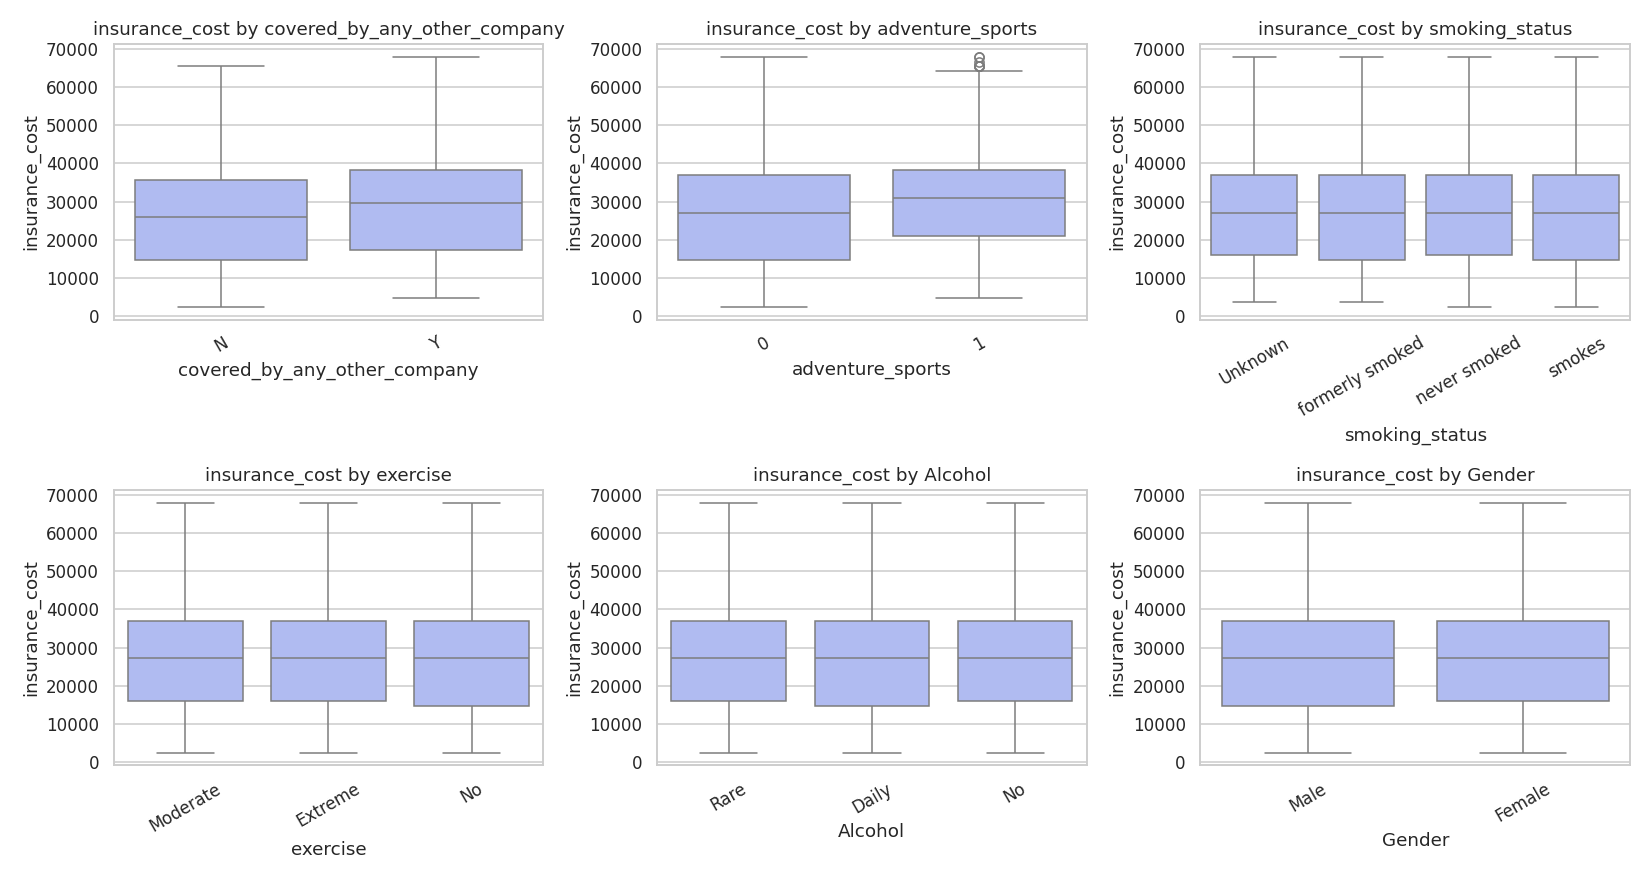 insurance_cost by covered_by_any_other_company
insurance_cost by adventure_sports
insurance_cost by smoking_status
70000
60000
50000
40000
30000
20000
10000
0
insurance_cost
N
Y
covered_by_any_other_company
70000
60000
50000
40000
30000
20000
10000
0
insurance_cost
0
1
adventure_sports
70000
60000
50000
40000
30000
20000
10000
0
insurance_cost
Unknown
formerly smoked
never smoked
smokes
smoking_status
insurance_cost by exercise
insurance_cost by Alcohol
insurance_cost by Gender
70000
60000
50000
40000
30000
20000
10000
0
insurance_cost
Moderate
Extreme
No
exercise
70000
60000
50000
40000
30000
20000
10000
0
insurance_cost
Rare
Daily
No
Alcohol
70000
60000
50000
40000
30000
20000
10000
0
insurance_cost
Male
Female
Gender